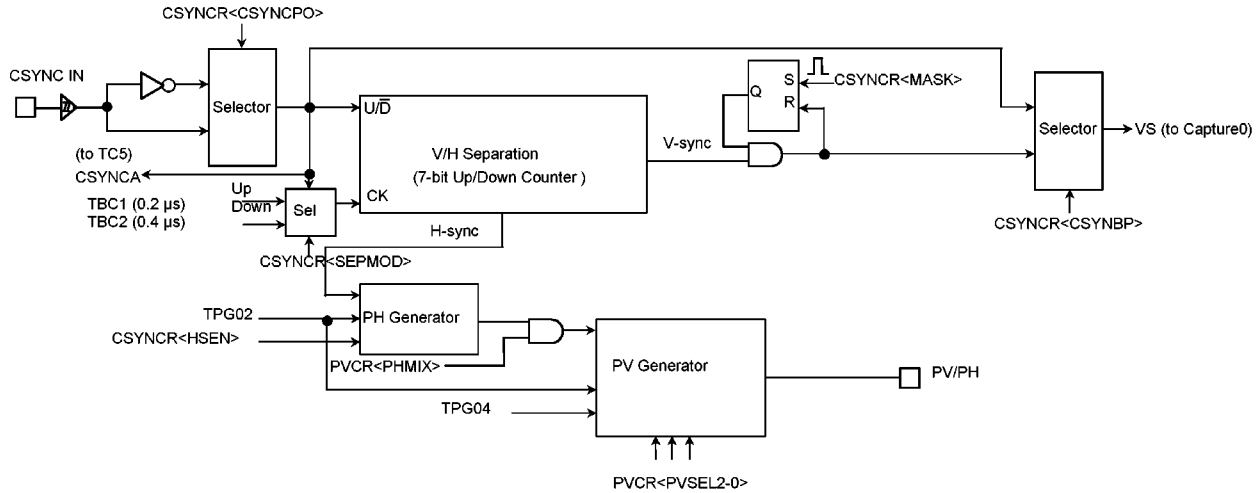 CSYNCR<CSYNCPO>
CSYNC IN
Selector
(to TC5)
CSYNCA
TBC1 (0.2 μs)
TBC2 (0.4 μs)
Up
Down
Sel
CSYNCR<SEPMOD>
U/D̅
CK
V/H Separation
(7-bit Up/Down Counter )
V-sync
H-sync
Q
S
R
CSYNCR<MASK>
Selector
VS (to Capture0)
CSYNCR<CSYNBP>
TPG02
CSYNCR<HSEN>
PH Generator
PVCR<PHMIX>
TPG04
PV Generator
PV/PH
PVCR<PVSEL2-0>